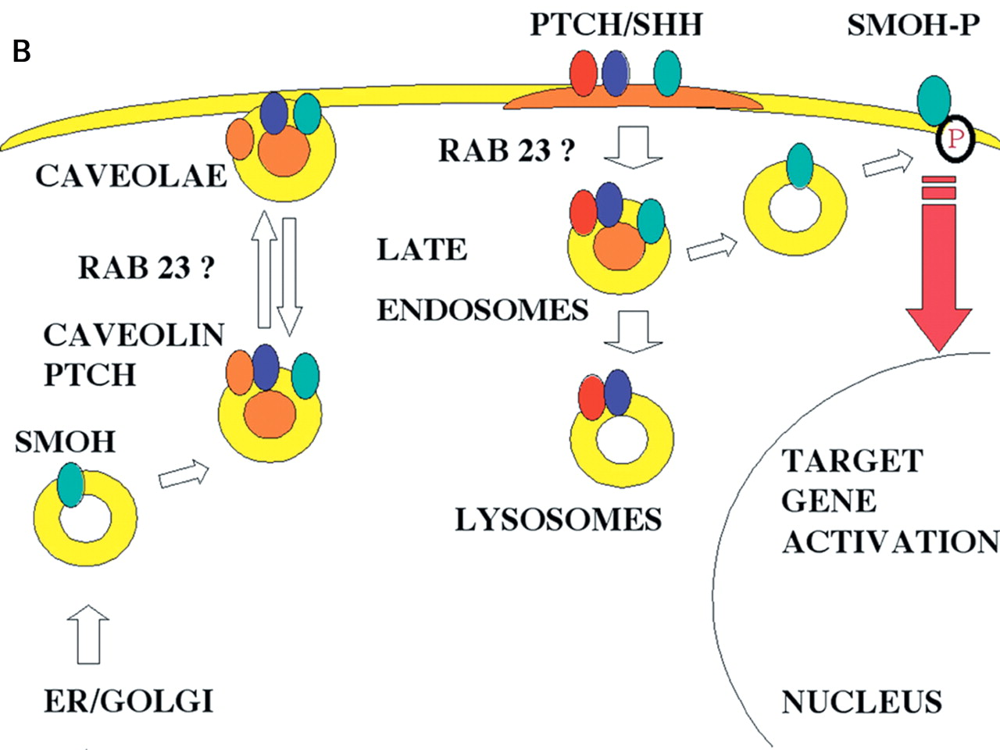 B
PTCH/SHH
SMOH-P
P
RAB 23 ?
CAVEOLAE
RAB 23 ?
LATE
ENDOSOMES
CAVEOLIN
PTCH
SMOH
LYSOSOMES
TARGET
GENE
ACTIVATION
ER/GOLGI
NUCLEUS